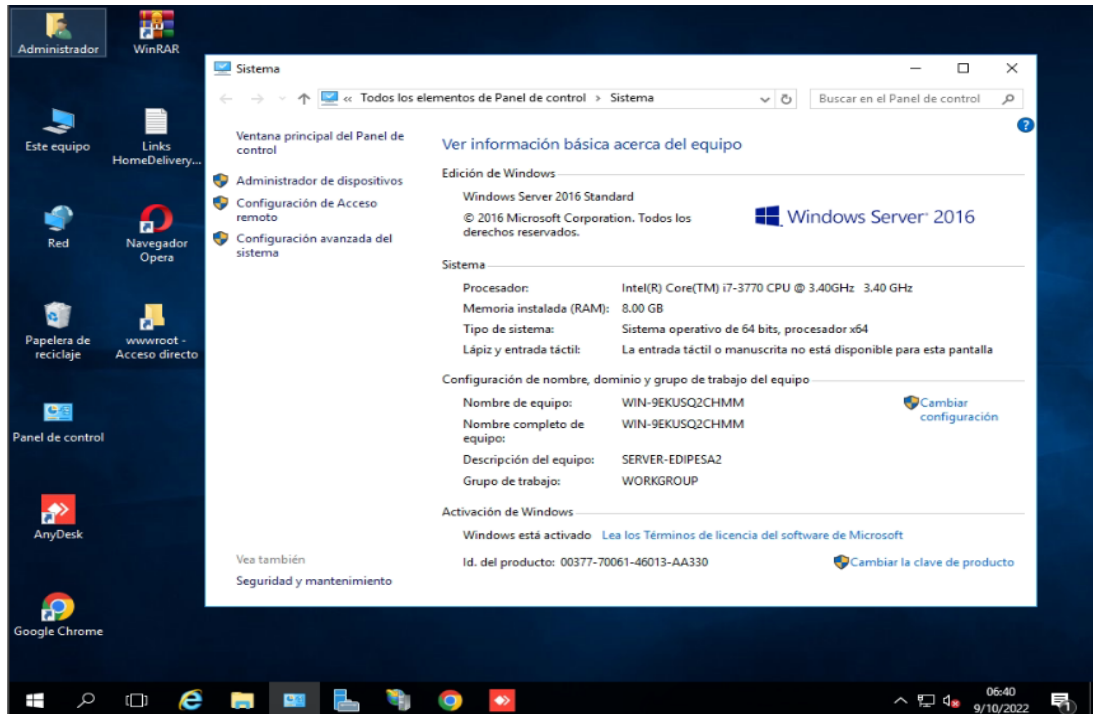 Administrador
WinRAR
Sistema
« Todos los elementos de Panel de control > Sistema
Buscar en el Panel de control
Este equipo
Links
HomeDelivery...
Red
Navegador
Opera
Papelera de
reciclaje
wwwroot -
Acceso directo
Panel de control
AnyDesk
Google Chrome
Ventana principal del Panel de
control
Administrador de dispositivos
Configuración de Acceso
remoto
Configuración avanzada del
sistema
Vea también
Seguridad y mantenimiento
?
Ver información básica acerca del equipo
Edición de Windows
Windows Server 2016 Standard
© 2016 Microsoft Corporation. Todos los
derechos reservados.
Windows Server® 2016
Sistema
Procesador: Intel(R) Core(TM) i7-3770 CPU @ 3.40GHz 3.40 GHz
Memoria instalada (RAM): 8.00 GB
Tipo de sistema: Sistema operativo de 64 bits, procesador x64
Lápiz y entrada táctil: La entrada táctil o manuscrita no está disponible para esta pantalla
Configuración de nombre, dominio y grupo de trabajo del equipo
Nombre de equipo: WIN-9EKUSQ2CHMM
Cambiar
configuración
Nombre completo de
equipo: WIN-9EKUSQ2CHMM
Descripción del equipo: SERVER-EDIPESA2
Grupo de trabajo: WORKGROUP
Activación de Windows
Windows está activado Lea los Términos de licencia del software de Microsoft
Id. del producto: 00377-70061-46013-AA330
Cambiar la clave de producto
06:40
9/10/2022
1